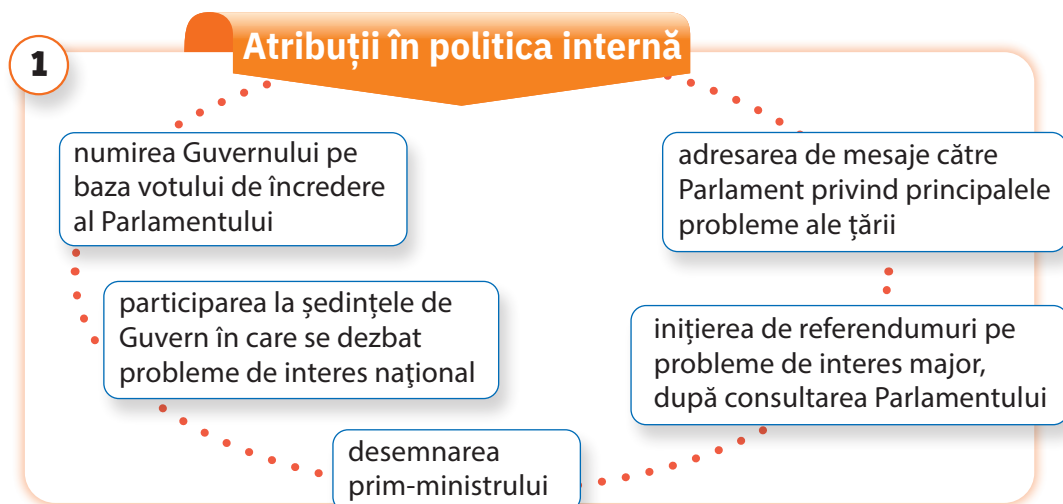 1
Atribuții în politica internă
numirea Guvernului pe
baza votului de încredere
al Parlamentului
adresarea de mesaje către
Parlament privind principalele
probleme ale țării
participarea la ședințele de
Guvern în care se dezbat
probleme de interes naţional
inițierea de referendumuri pe
probleme de interes major,
după consultarea Parlamentului
desemnarea
prim-ministrului